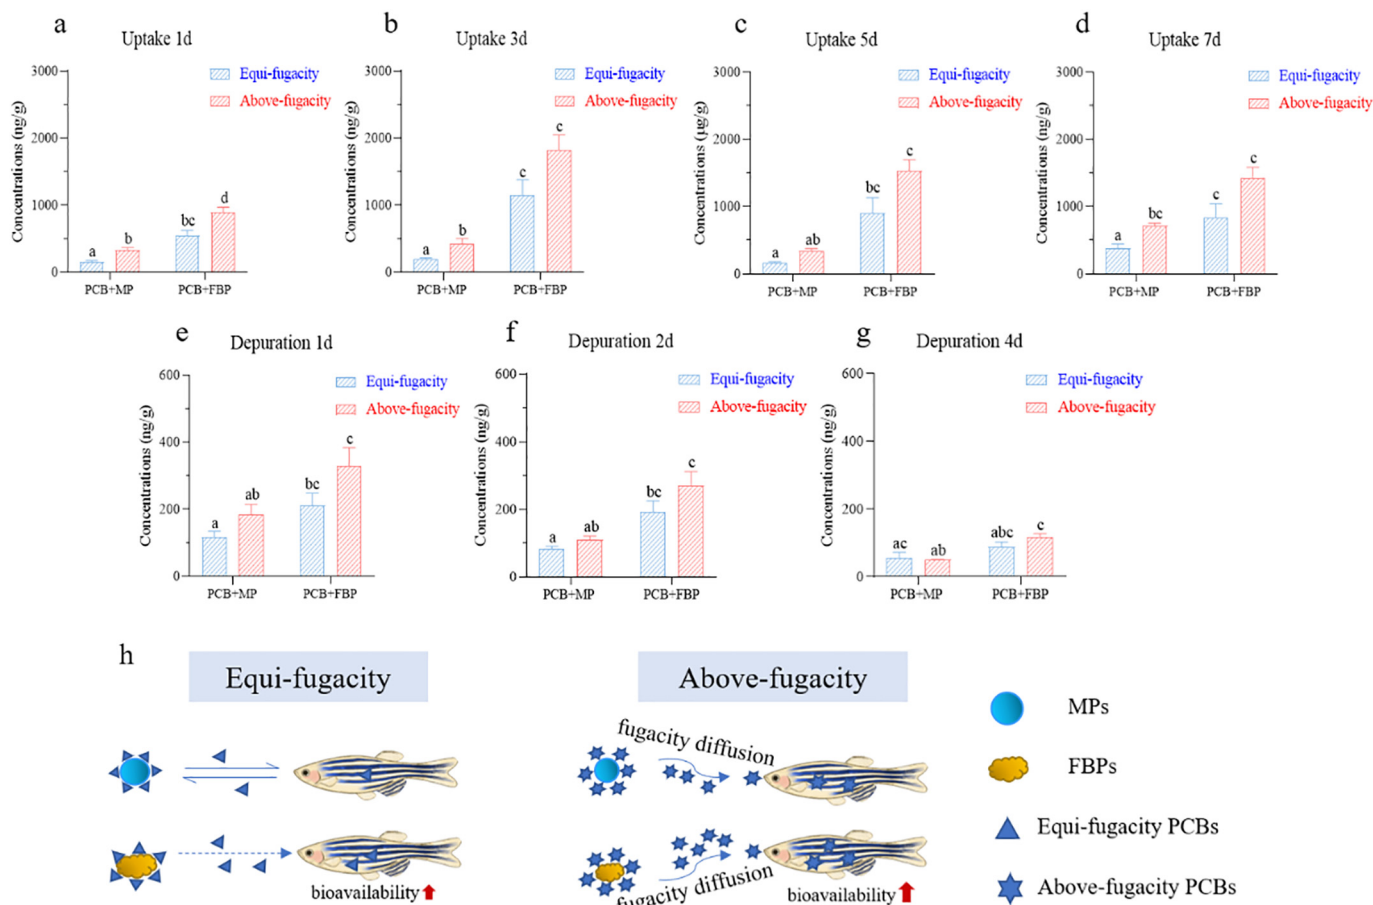 a
Uptake 1d
3000
2000
1000
0
Concentrations (ng/g)
Equi-fugacity
Above-fugacity
a
b
bc
d
PCB+MP
PCB+FBP
b
Uptake 3d
3000
2000
1000
0
Concentrations (ng/g)
Equi-fugacity
Above-fugacity
a
b
c
c
PCB+MP
PCB+FBP
c
Uptake 5d
3000
2000
1000
0
Concentrations (µg/g)
Equi-fugacity
Above-fugacity
a
ab
bc
c
PCB+MP
PCB+FBP
d
Uptake 7d
3000
2000
1000
0
Concentrations (ng/g)
Equi-fugacity
Above-fugacity
a
bc
c
c
PCB+MP
PCB+FBP
e
Depuration 1d
600
400
200
0
Concentrations (ng/g)
Equi-fugacity
Above-fugacity
a
ab
bc
c
PCB+MP
PCB+FBP
f
Depuration 2d
600
400
200
0
Concentrations (ng/g)
Equi-fugacity
Above-fugacity
a
ab
bc
c
PCB+MP
PCB+FBP
g
Depuration 4d
600
400
200
0
Concentrations (ng/g)
Equi-fugacity
Above-fugacity
ac
ab
abc
c
PCB+MP
PCB+FBP
h
Equi-fugacity
bioavailability
Above-fugacity
fugacity diffusion
fugacity diffusion
bioavailability
MPs
FBPs
Equi-fugacity PCBs
Above-fugacity PCBs